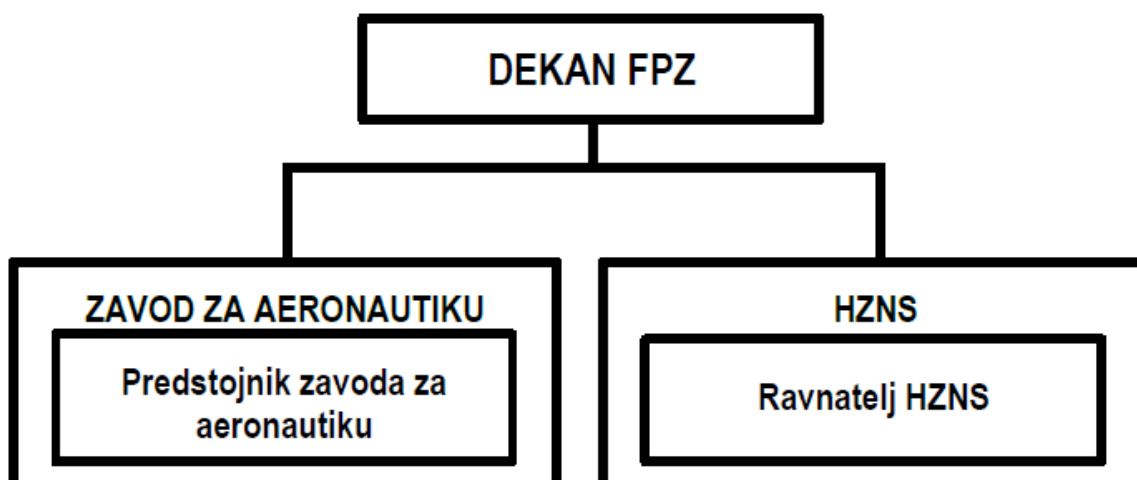 DEKAN FPZ
ZAVOD ZA AERONAUTIKU
Predstojnik zavoda za
aeronautiku
HZNS
Ravnatelj HZNS